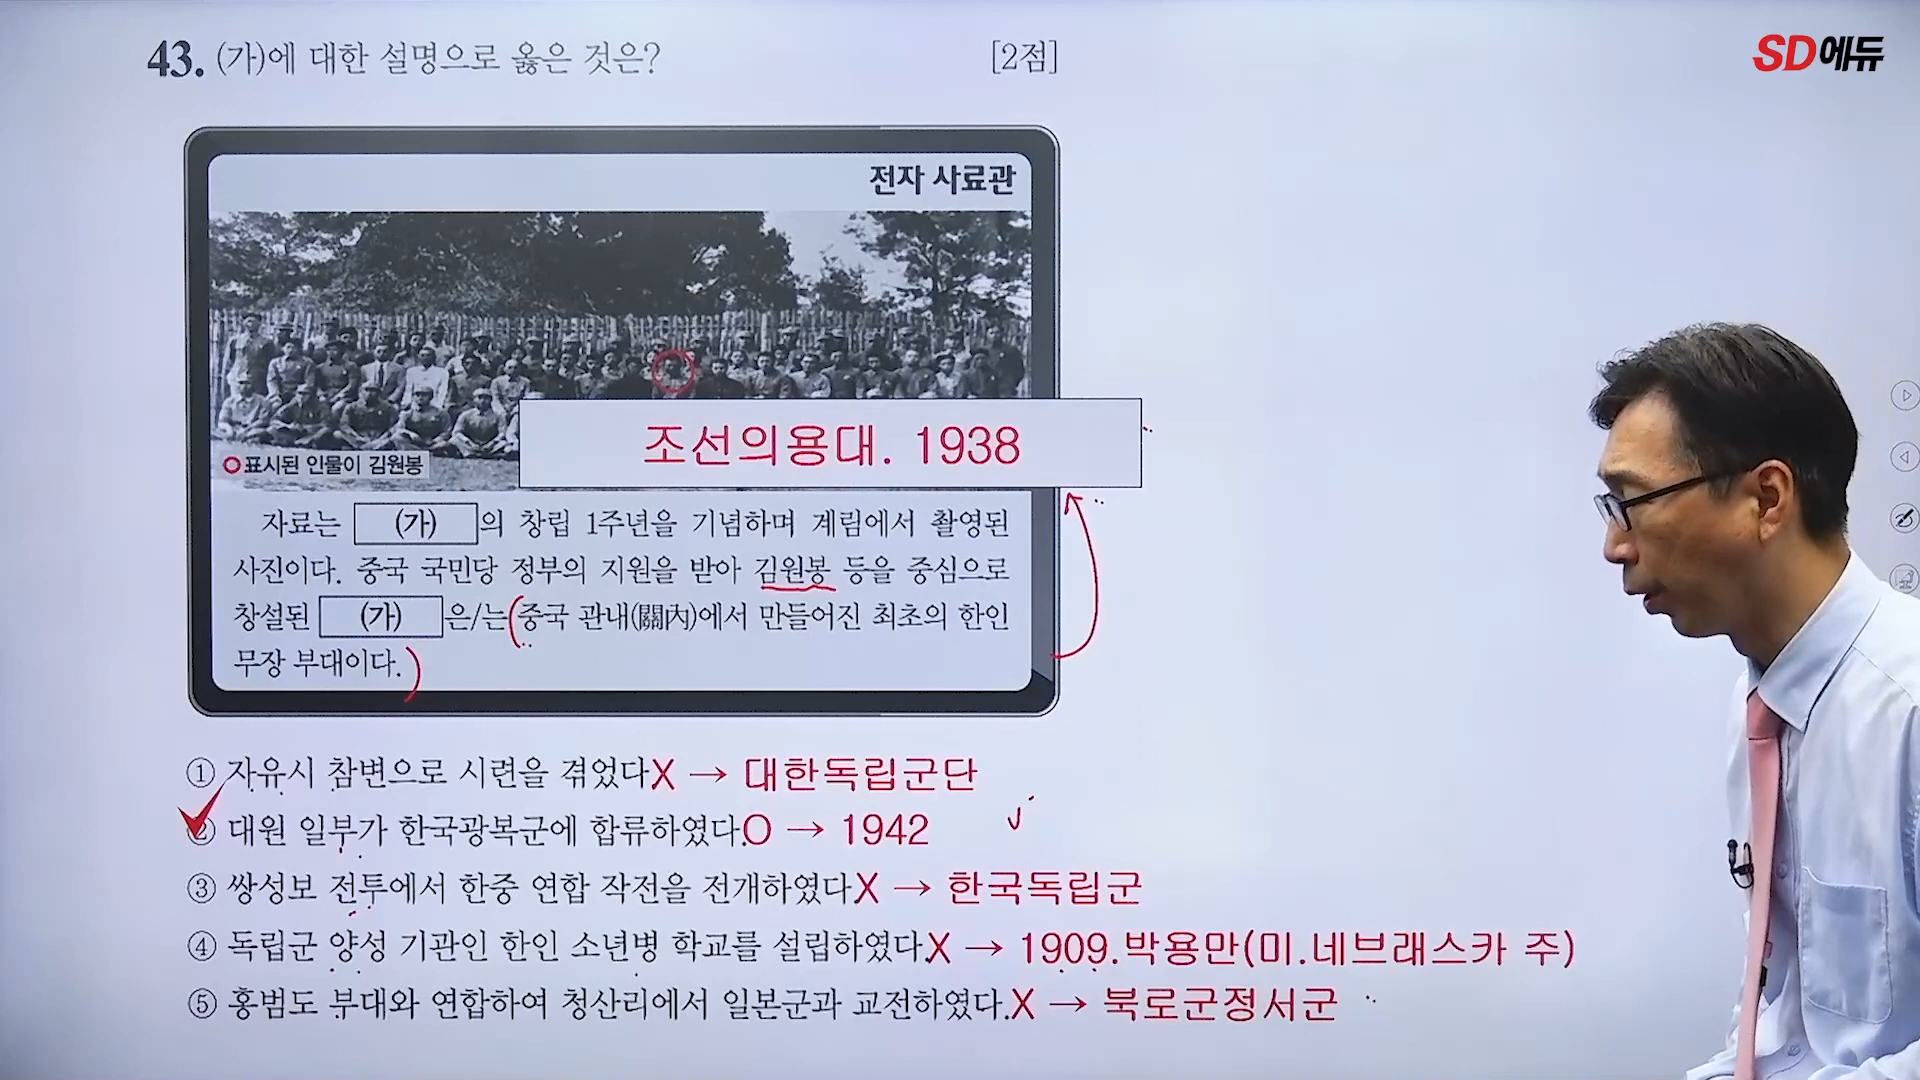 43. (가)에 대한 설명으로 옳은 것은? [2점]
SD에듀
전자 사료관
조선의용대. 1938
표시된 인물이 김원봉
자료는 (가) 의 창립 1주년을 기념하며 계림에서 촬영된
사진이다. 중국 국민당 정부의 지원을 받아 김원봉 등을 중심으로
창설된 (가) 은/는 중국 관내(關內)에서 만들어진 최초의 한인
무장 부대이다.
① 자유시 참변으로 시련을 겪었다.X → 대한독립군단
② 대원 일부가 한국광복군에 합류하였다.O → 1942
③ 쌍성보 전투에서 한중 연합 작전을 전개하였다.X → 한국독립군
④ 독립군 양성 기관인 한인 소년병 학교를 설립하였다.X → 1909.박용만(미.네브래스카 주)
⑤ 홍범도 부대와 연합하여 청산리에서 일본군과 교전하였다.X → 북로군정서군